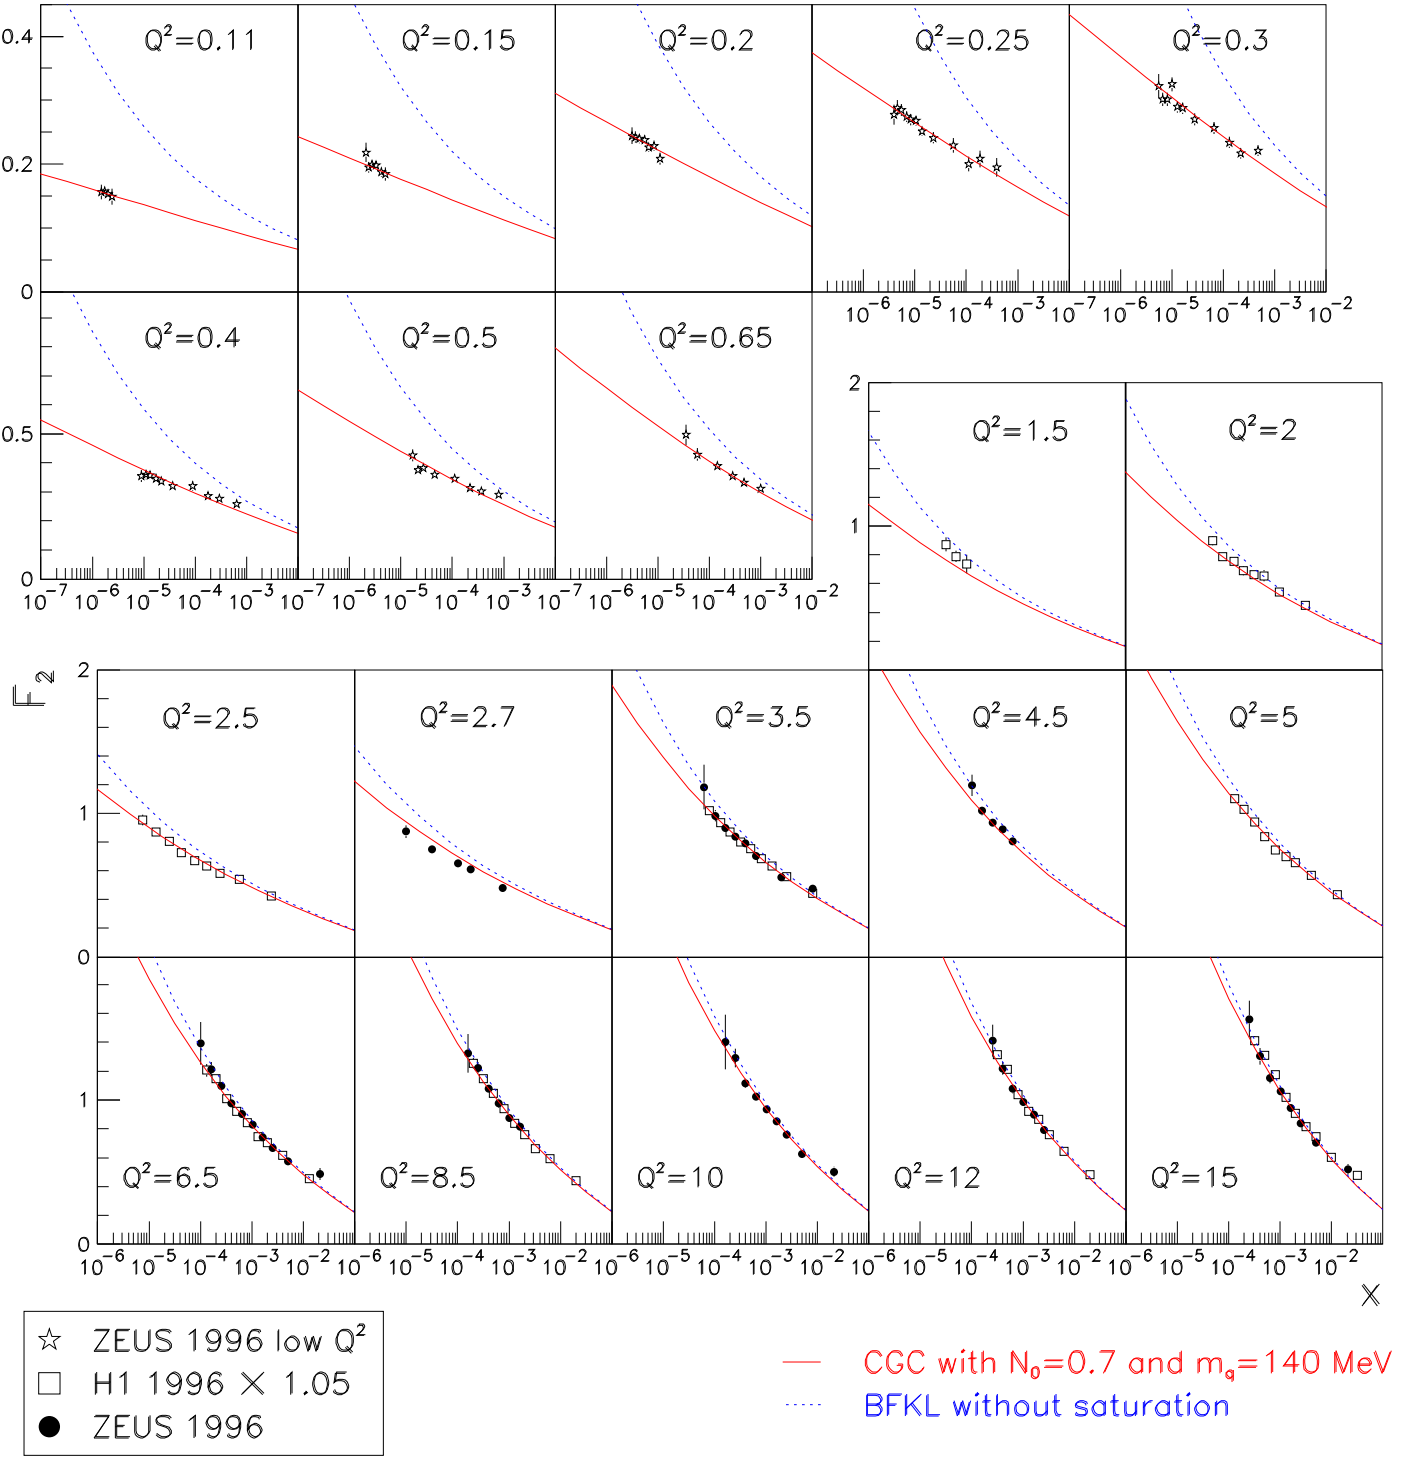 0.4
0.2
0
Q²=0.11
Q²=0.15
Q²=0.2
Q²=0.25
Q²=0.3
10⁻⁶ 10⁻⁵ 10⁻⁴ 10⁻³ 10⁻⁷ 10⁻⁶ 10⁻⁵ 10⁻⁴ 10⁻³ 10⁻²
Q²=0.4
Q²=0.5
Q²=0.65
0.5
0
10⁻⁷ 10⁻⁶ 10⁻⁵ 10⁻⁴ 10⁻³ 10⁻⁷ 10⁻⁶ 10⁻⁵ 10⁻⁴ 10⁻³ 10⁻⁷ 10⁻⁶ 10⁻⁵ 10⁻⁴ 10⁻³ 10⁻²
2
1
Q²=1.5
Q²=2
F₂
2
1
0
Q²=2.5
Q²=2.7
Q²=3.5
Q²=4.5
Q²=5
1
0
Q²=6.5
Q²=8.5
Q²=10
Q²=12
Q²=15
10⁻⁶ 10⁻⁵ 10⁻⁴ 10⁻³ 10⁻² 10⁻⁶ 10⁻⁵ 10⁻⁴ 10⁻³ 10⁻² 10⁻⁶ 10⁻⁵ 10⁻⁴ 10⁻³ 10⁻² 10⁻⁶ 10⁻⁵ 10⁻⁴ 10⁻³ 10⁻² 10⁻⁶ 10⁻⁵ 10⁻⁴ 10⁻³ 10⁻²
X
ZEUS 1996 low Q²
H1 1996 × 1.05
ZEUS 1996
CGC with N₀=0.7 and m_q=140 MeV
BFKL without saturation